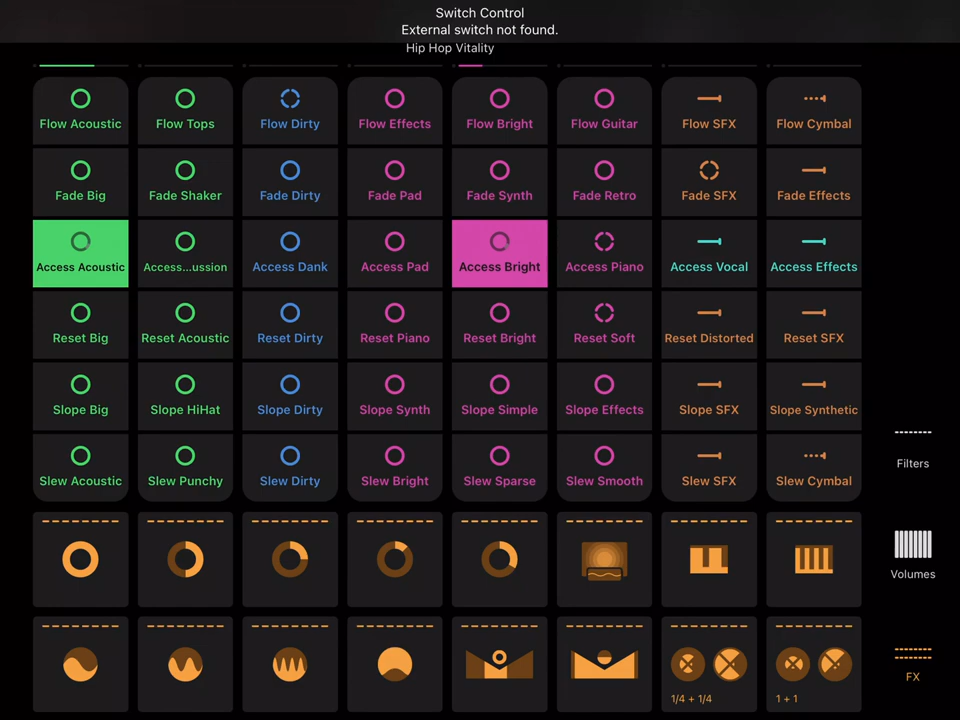 Switch Control
External switch not found.
Hip Hop Vitality
Flow Acoustic
Flow Tops
Flow Dirty
Flow Effects
Flow Bright
Flow Guitar
Flow SFX
Flow Cymbal
Fade Big
Fade Shaker
Fade Dirty
Fade Pad
Fade Synth
Fade Retro
Fade SFX
Fade Effects
Access Acoustic
Access...ussion
Access Dank
Access Pad
Access Bright
Access Piano
Access Vocal
Access Effects
Reset Big
Reset Acoustic
Reset Dirty
Reset Piano
Reset Bright
Reset Soft
Reset Distorted
Reset SFX
Slope Big
Slope HiHat
Slope Dirty
Slope Synth
Slope Simple
Slope Effects
Slope SFX
Slope Synthetic
Filters
Slew Acoustic
Slew Punchy
Slew Dirty
Slew Bright
Slew Sparse
Slew Smooth
Slew SFX
Slew Cymbal
Volumes
FX
1/4 + 1/4
1 + 1